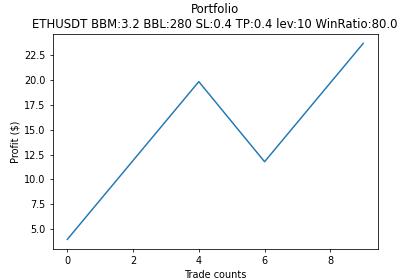 Portfolio
ETHUSDT BBM:3.2 BBL:280 SL:0.4 TP:0.4 lev:10 WinRatio:80.0
22.5
20.0
17.5
15.0
12.5
10.0
7.5
5.0
Profit ($)
0 2 4 6 8
Trade counts